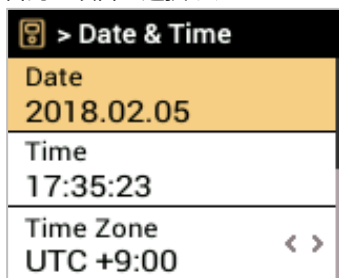 > Date & Time
Date
2018.02.05
Time
17:35:23
Time Zone
UTC +9:00
< >